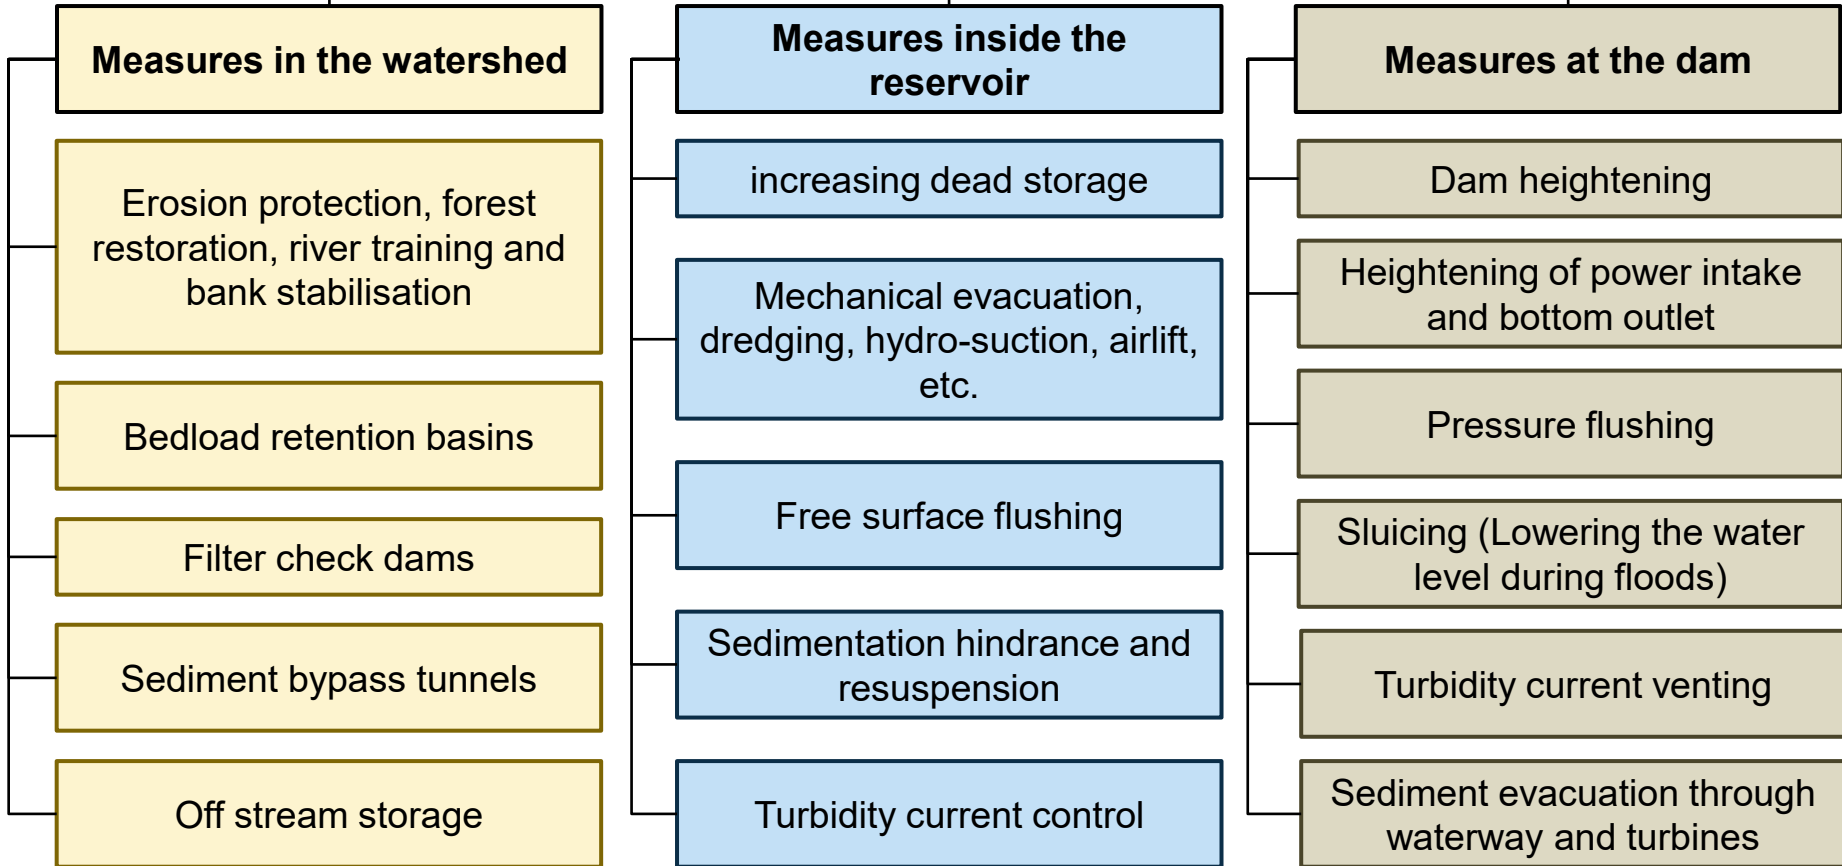 Measures in the watershed
Erosion protection, forest
restoration, river training and
bank stabilisation
Bedload retention basins
Filter check dams
Sediment bypass tunnels
Off stream storage
Measures inside the
reservoir
increasing dead storage
Mechanical evacuation,
dredging, hydro-suction, airlift,
etc.
Free surface flushing
Sedimentation hindrance and
resuspension
Turbidity current control
Measures at the dam
Dam heightening
Heightening of power intake
and bottom outlet
Pressure flushing
Sluicing (Lowering the water
level during floods)
Turbidity current venting
Sediment evacuation through
waterway and turbines